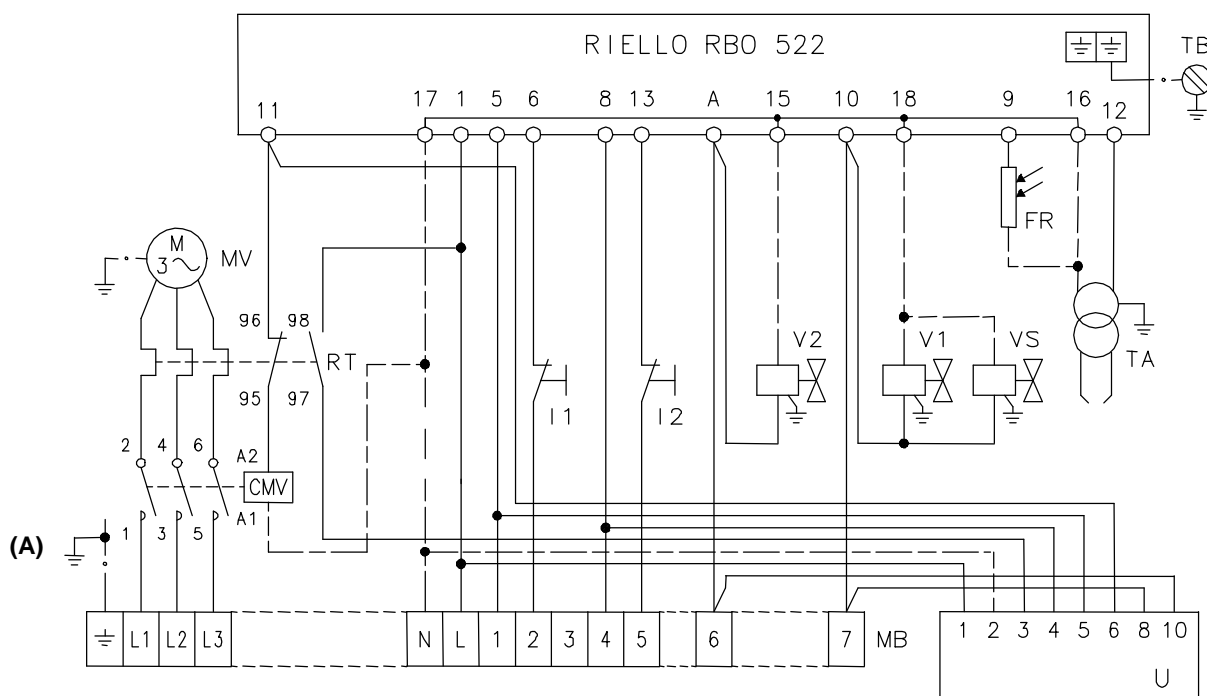 RIELLO RBO 522
TB
11 17 1 5 6 8 13 A 15 10 18 9 16 12
FR
M
3
MV
96 98
RT
V2 V1 VS
TA
95 97
I1 I2
2 4 6 A2
CMV
1 3 5 A1
(A)
L1 L2 L3 N L 1 2 3 4 5 6 7 MB
1 2 3 4 5 6 8 10
U